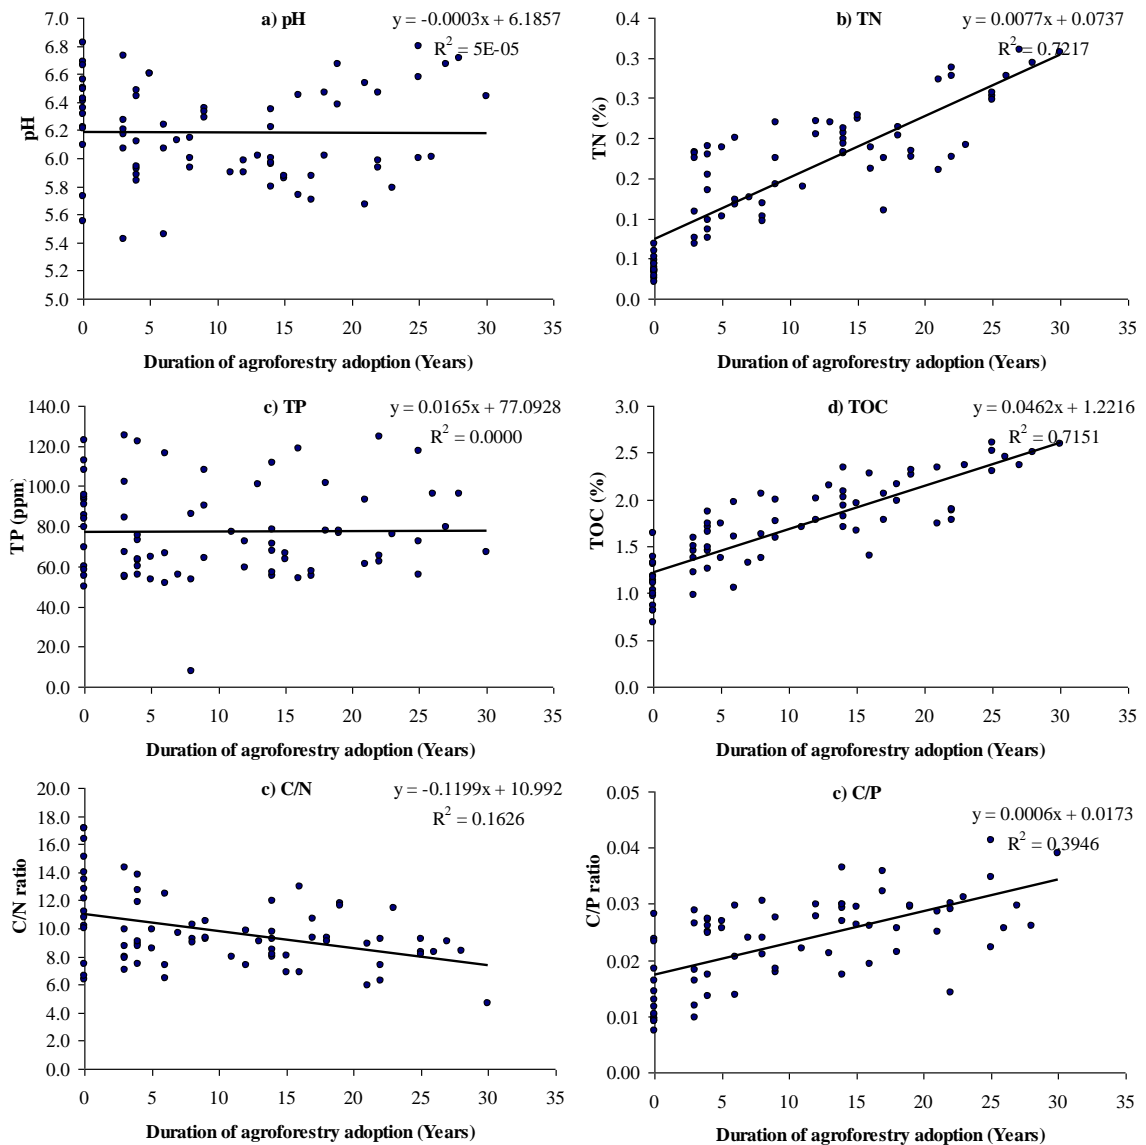 a) pH
y = -0.0003x + 6.1857
R² = 5E-05
7.0
6.8
6.6
6.4
6.2
6.0
5.8
5.6
5.4
5.2
5.0
pH
0 5 10 15 20 25 30 35
Duration of agroforestry adoption (Years)
b) TN
y = 0.0077x + 0.0737
R² = 0.7217
0.4
0.3
0.3
0.2
0.2
0.1
0.1
0.0
TN (%)
0 5 10 15 20 25 30 35
Duration of agroforestry adoption (Years)
c) TP
y = 0.0165x + 77.0928
R² = 0.0000
140.0
120.0
100.0
80.0
60.0
40.0
20.0
0.0
TP (ppm)
0 5 10 15 20 25 30 35
Duration of agroforestry adoption (Years)
d) TOC
y = 0.0462x + 1.2216
R² = 0.7151
3.0
2.5
2.0
1.5
1.0
0.5
0.0
TOC (%)
0 5 10 15 20 25 30 35
Duration of agroforestry adoption (Years)
c) C/N
y = -0.1199x + 10.992
R² = 0.1626
20.0
18.0
16.0
14.0
12.0
10.0
8.0
6.0
4.0
2.0
0.0
C/N ratio
0 5 10 15 20 25 30 35
Duration of agroforestry adoption (Years)
c) C/P
y = 0.0006x + 0.0173
R² = 0.3946
0.05
0.04
0.03
0.02
0.01
0.00
C/P ratio
0 5 10 15 20 25 30 35
Duration of agroforestry adoption (Years)